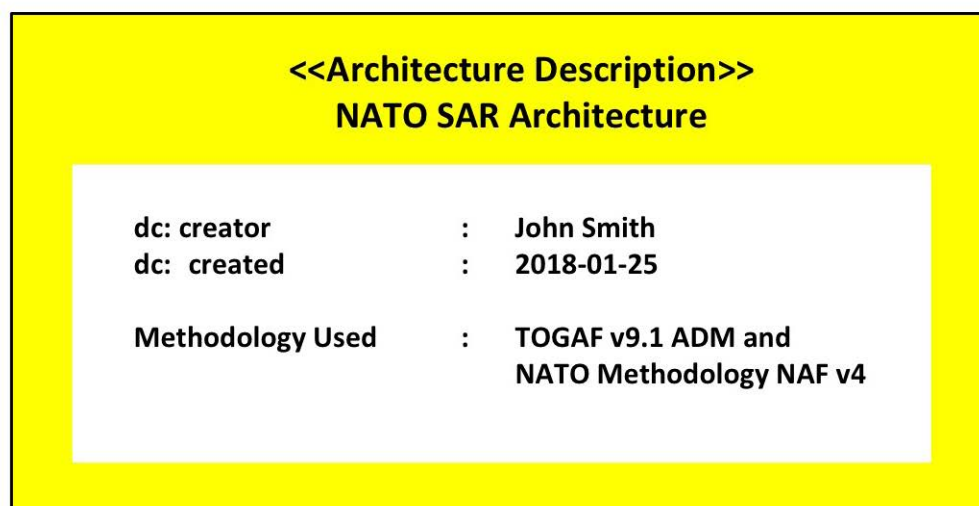 <<Architecture Description>>
NATO SAR Architecture
dc: creator : John Smith
dc: created : 2018-01-25
Methodology Used : TOGAF v9.1 ADM and
NATO Methodology NAF v4